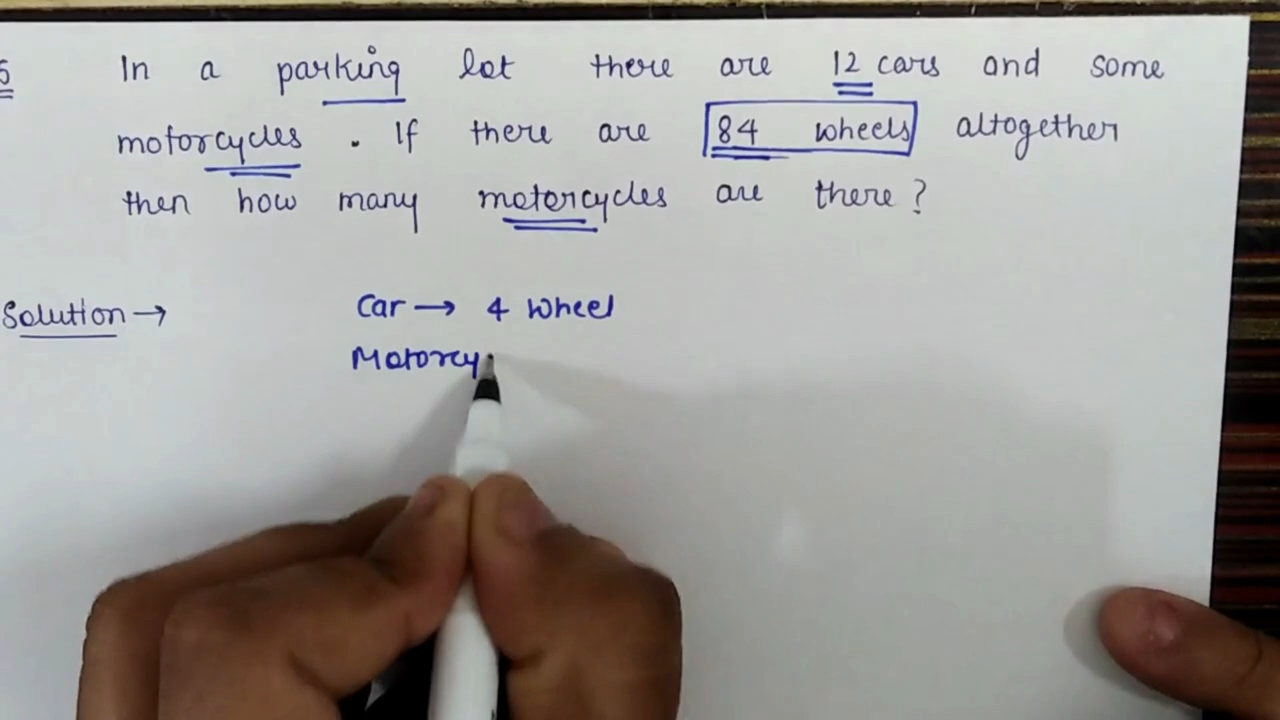 5 In a parking lot there are 12 cars and some
motorcycles . If there are 84 wheels altogether
then how many motorcycles are there?
Solution → Car → 4 Wheel
Motorcy